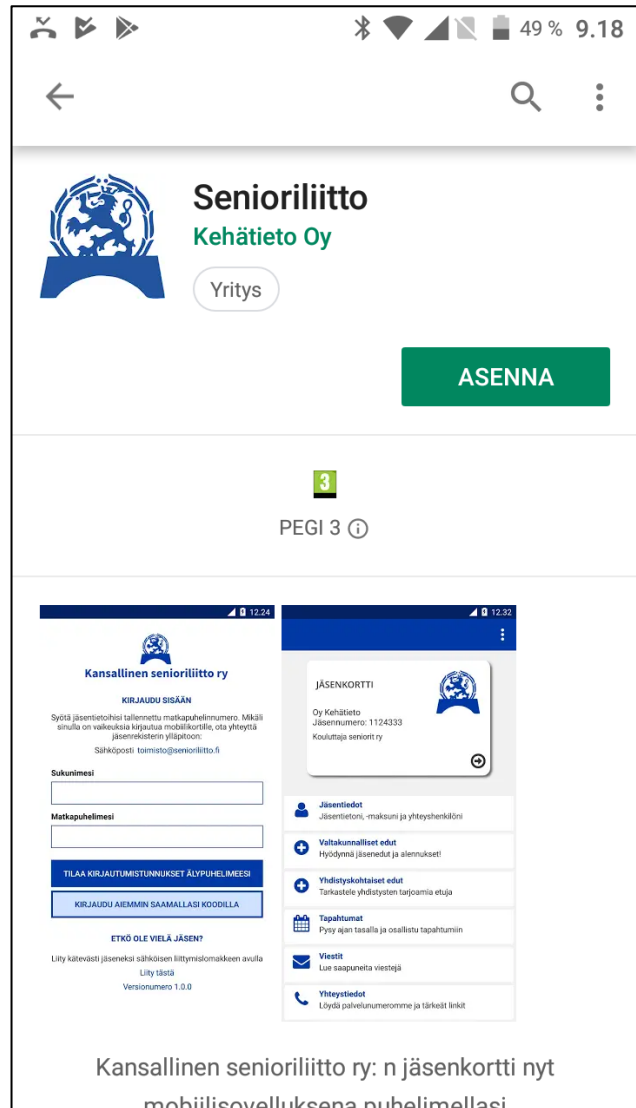 49 % 9.18
Senioriliitto
Kehätieto Oy
Yritys
ASENNA
3
PEGI 3
12.24
Kansallinen senioriliitto ry
KIRJAUDU SISÄÄN
Syötä jäsentietoihisi tallennettu matkapuhelinnumero. Mikäli
sinulla on vaikeuksia kirjautua mobiilikortille, ota yhteyttä
jäsenrekisterin ylläpitoon:
Sähköposti toimisto@senioriliitto.fi
Sukunimesi
Matkapuhelimesi
TILAA KIRJAUTUMISTUNNUKSET ÄLYPUHELIMEESI
KIRJAUDU AIEMMIN SAAMALLASI KOODILLA
ETKÖ OLE VIELÄ JÄSEN?
Liity kätevästi jäseneksi sähköisen liittymislomakkeen avulla
Liity tästä
Versionumero 1.0.0
12.32
JÄSENKORTTI
Oy Kehätieto
Jäsennumero: 1124333
Kouluttaja seniorit ry
Jäsentiedot
Jäsentietoni, -maksuni ja yhteyshenkilöni
Valtakunnalliset edut
Hyödynnä jäsenedut ja alennukset!
Yhdistyskohtaiset edut
Tarkastele yhdistysten tarjoamia etuja
Tapahtumat
Pysy ajan tasalla ja osallistu tapahtumiin
Viestit
Lue saapuneita viestejä
Yhteystiedot
Löydä palvelunumeromme ja tärkeät linkit
Kansallinen senioriliitto ry: n jäsenkortti nyt
mobiilisovelluksena puhelimellasi